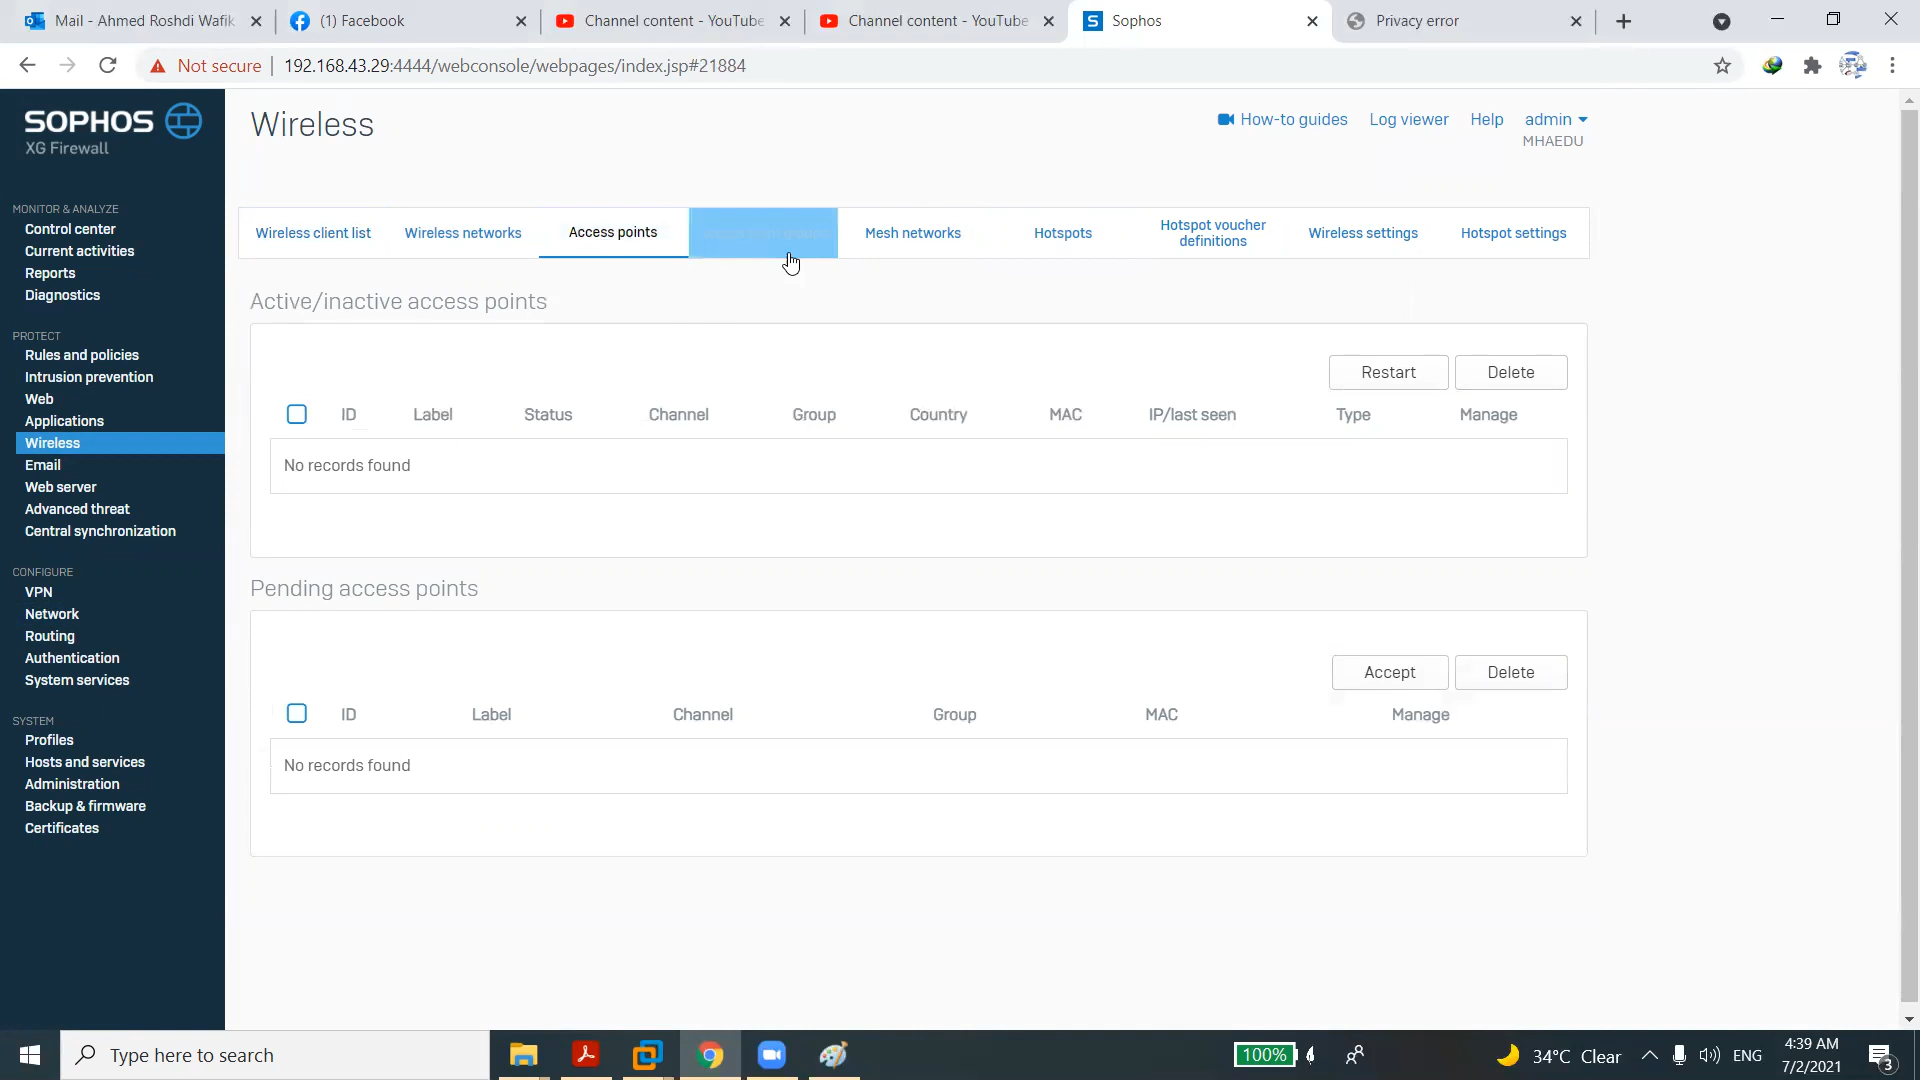 Mail - Ahmed Roshdi Wafik
(1) Facebook
Channel content - YouTube
Channel content - YouTube
Sophos
Privacy error
Not secure
192.168.43.29:4444/webconsole/webpages/index.jsp#21884
SOPHOS
XG Firewall
MONITOR & ANALYZE
Control center
Current activities
Reports
Diagnostics
PROTECT
Rules and policies
Intrusion prevention
Web
Applications
Wireless
Email
Web server
Advanced threat
Central synchronization
CONFIGURE
VPN
Network
Routing
Authentication
System services
SYSTEM
Profiles
Hosts and services
Administration
Backup & firmware
Certificates
Wireless
How-to guides
Log viewer
Help
admin
MHAEDU
Wireless client list
Wireless networks
Access points
Mesh networks
Hotspots
Hotspot voucher
definitions
Wireless settings
Hotspot settings
Active/inactive access points
Restart
Delete
ID
Label
Status
Channel
Group
Country
MAC
IP/last seen
Type
Manage
No records found
Pending access points
Accept
Delete
ID
Label
Channel
Group
MAC
Manage
No records found
Type here to search
100%
34°C Clear
ENG
4:39 AM
7/2/2021
3